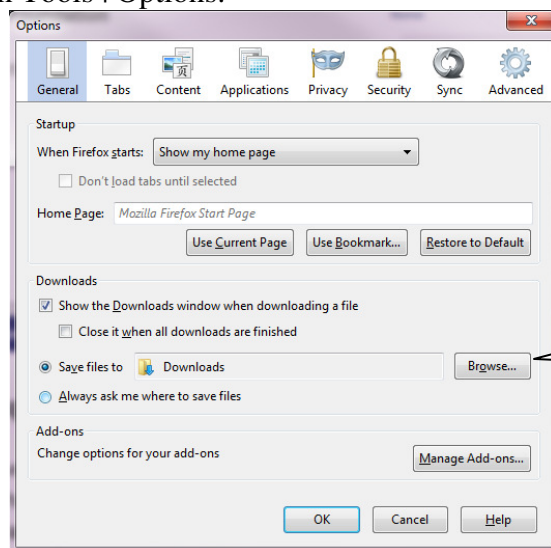 Tools : Options.
Options
General Tabs Content Applications Privacy Security Sync Advanced
Startup
When Firefox starts: Show my home page
Don't load tabs until selected
Home Page: Mozilla Firefox Start Page
Use Current Page Use Bookmark... Restore to Default
Downloads
Show the Downloads window when downloading a file
Close it when all downloads are finished
Save files to Downloads Browse...
Always ask me where to save files
Add-ons
Change options for your add-ons Manage Add-ons...
OK Cancel Help